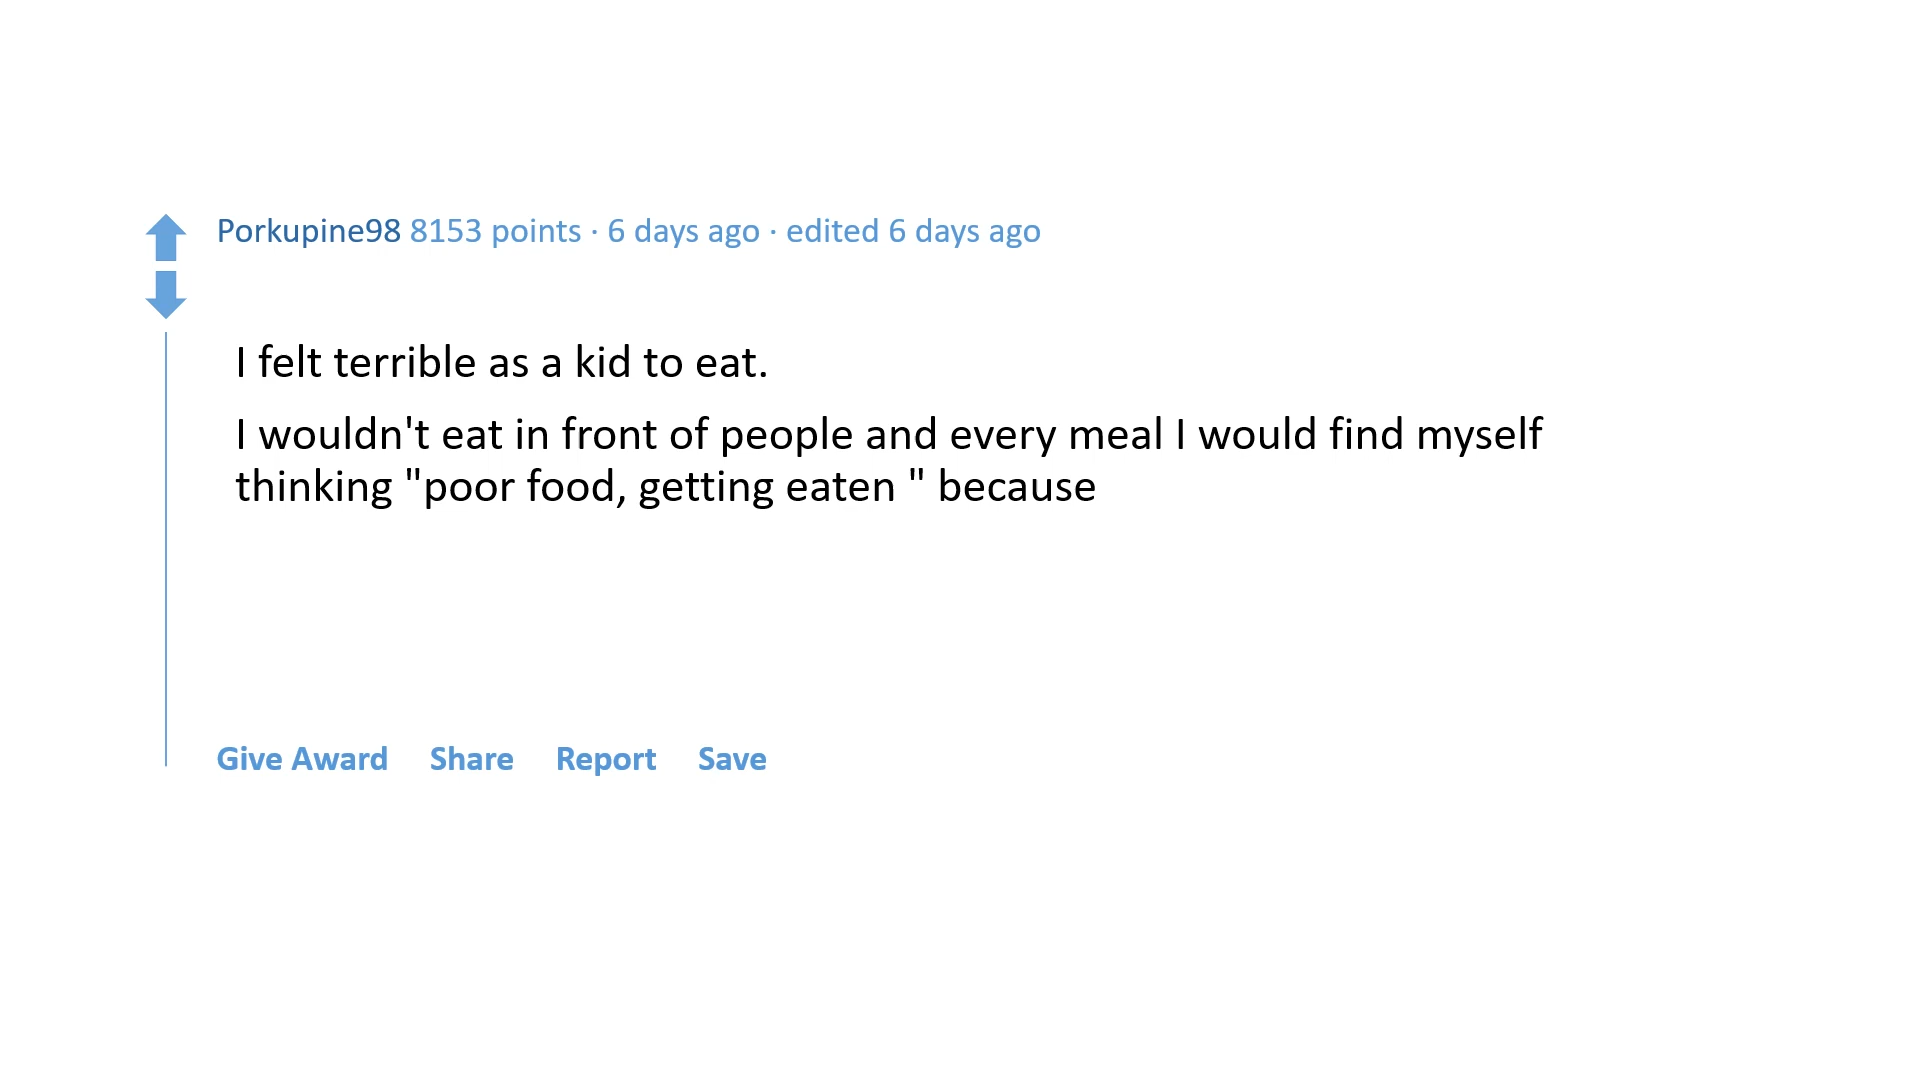 Porkupine98 8153 points · 6 days ago · edited 6 days ago
I felt terrible as a kid to eat.
I wouldn't eat in front of people and every meal I would find myself
thinking "poor food, getting eaten " because
Give Award Share Report Save